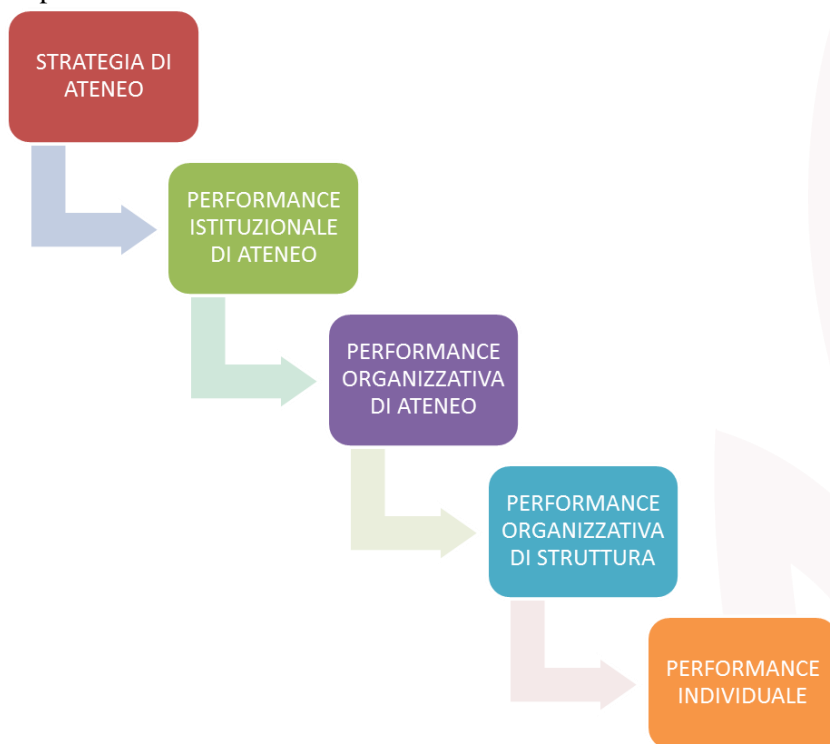 STRATEGIA DI
ATENEO
PERFORMANCE
ISTITUZIONALE
DI ATENEO
PERFORMANCE
ORGANIZZATIVA
DI ATENEO
PERFORMANCE
ORGANIZZATIVA
DI STRUTTURA
PERFORMANCE
INDIVIDUALE